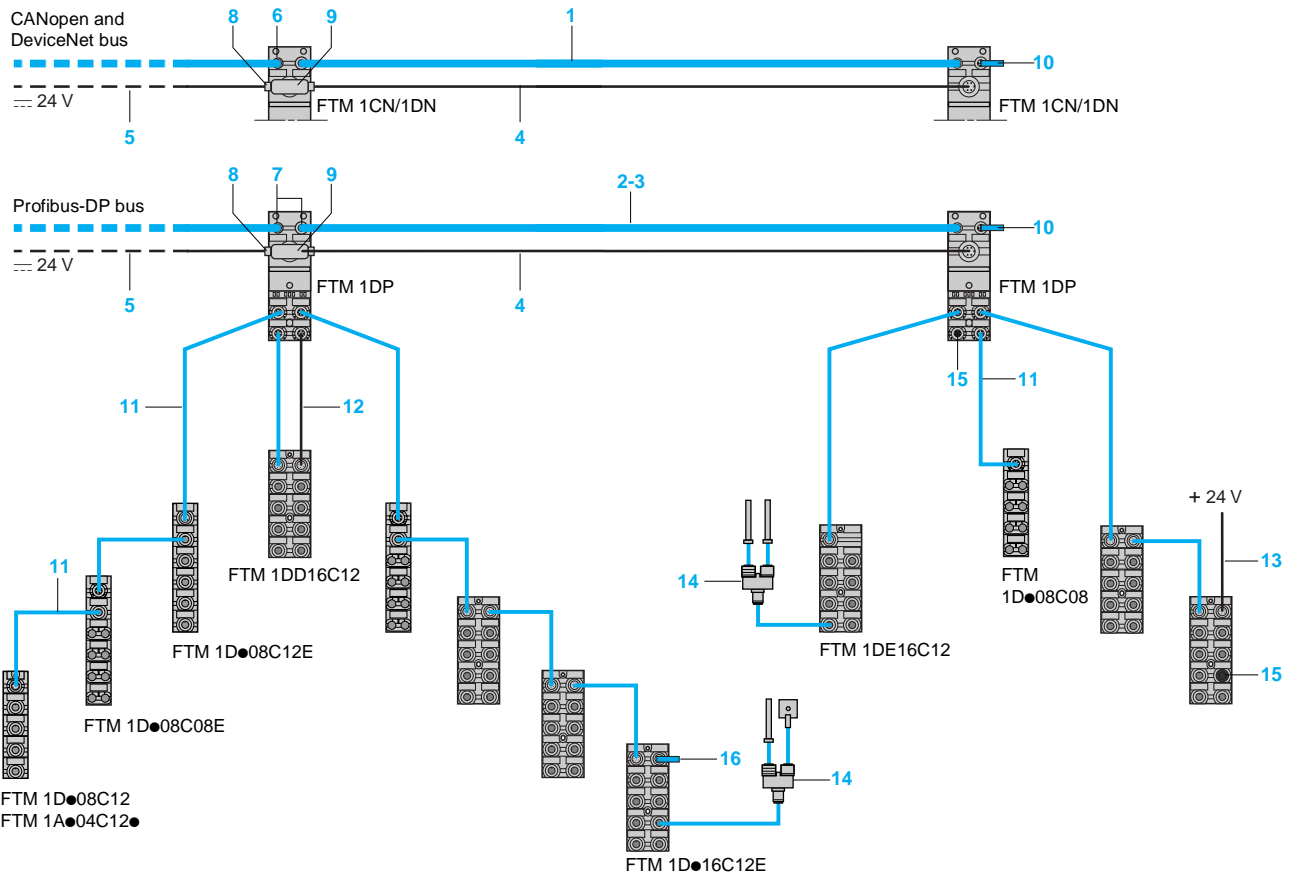 CANopen and
DeviceNet bus
8 6 9 1
10
24 V
FTM 1CN/1DN
FTM 1CN/1DN
5 4
8 7 9 2-3
Profibus-DP bus
10
24 V
FTM 1DP
FTM 1DP
5 4
15 11
11 12
+ 24 V
13
11
FTM 1DD16C12
14
FTM
1D●08C08
FTM 1D●08C12E
FTM 1DE16C12
15
FTM 1D●08C08E
16
14
FTM 1D●08C12
FTM 1A●04C12●
FTM 1D●16C12E